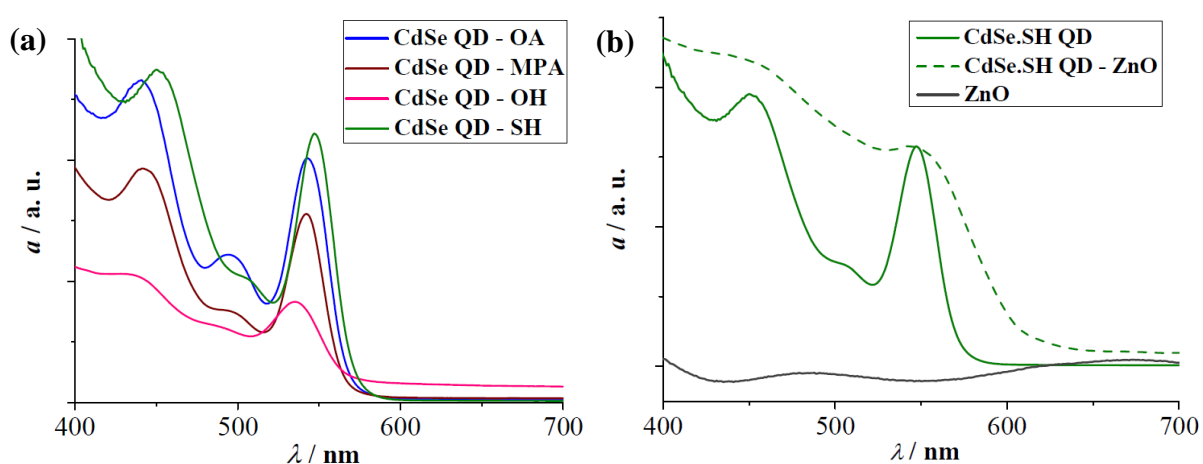 (a)
CdSe QD - OA
CdSe QD - MPA
CdSe QD - OH
CdSe QD - SH
a / a. u.
400 500 600 700
λ / nm
(b)
CdSe.SH QD
CdSe.SH QD - ZnO
ZnO
a / a. u.
400 500 600 700
λ / nm